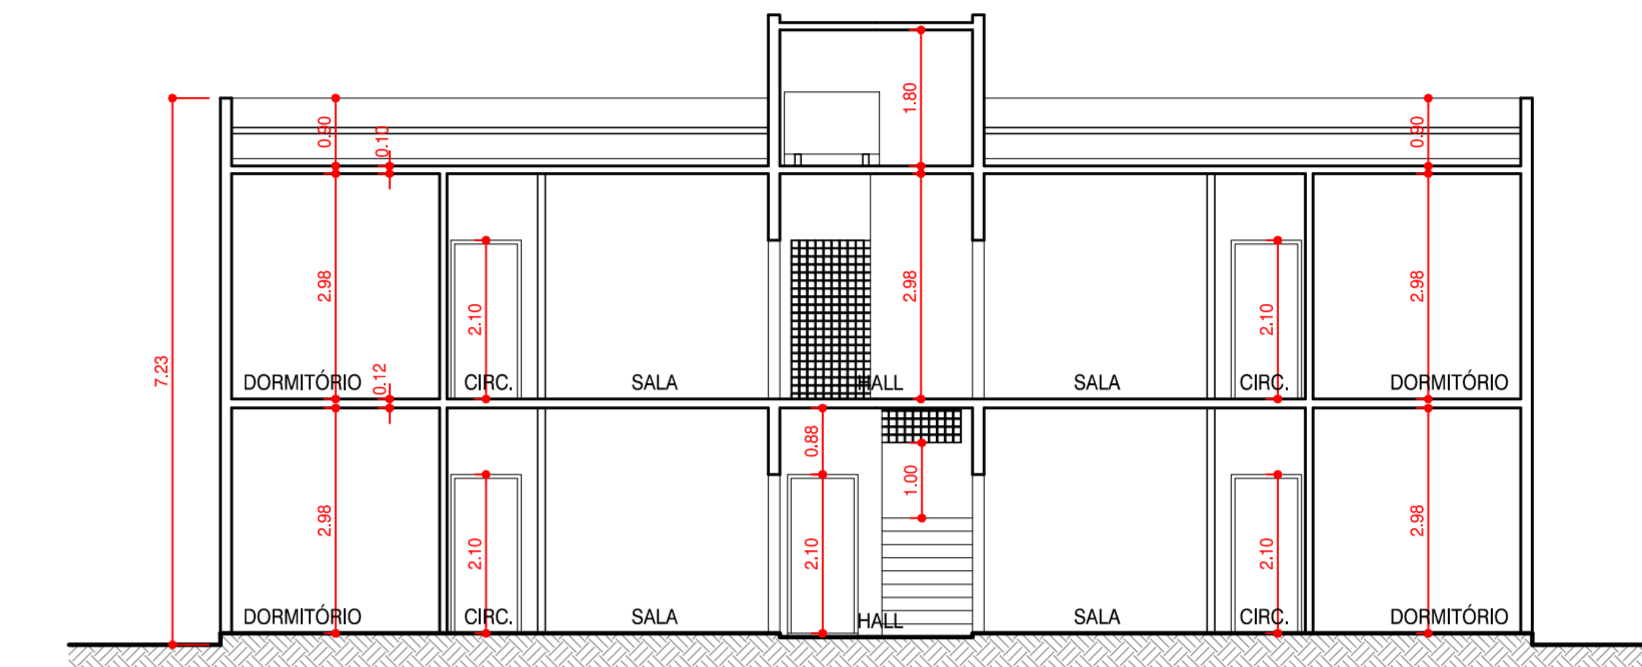 1.80
0.90
0.10
0.90
2.98
2.98
2.98
2.10
2.10
7.23
0.12
DORMITÓRIO
CIRC.
SALA
HALL
SALA
CIRC.
DORMITÓRIO
0.88
1.00
2.98
2.98
2.10
2.10
2.10
DORMITÓRIO
CIRC.
SALA
HALL
SALA
CIRC.
DORMITÓRIO